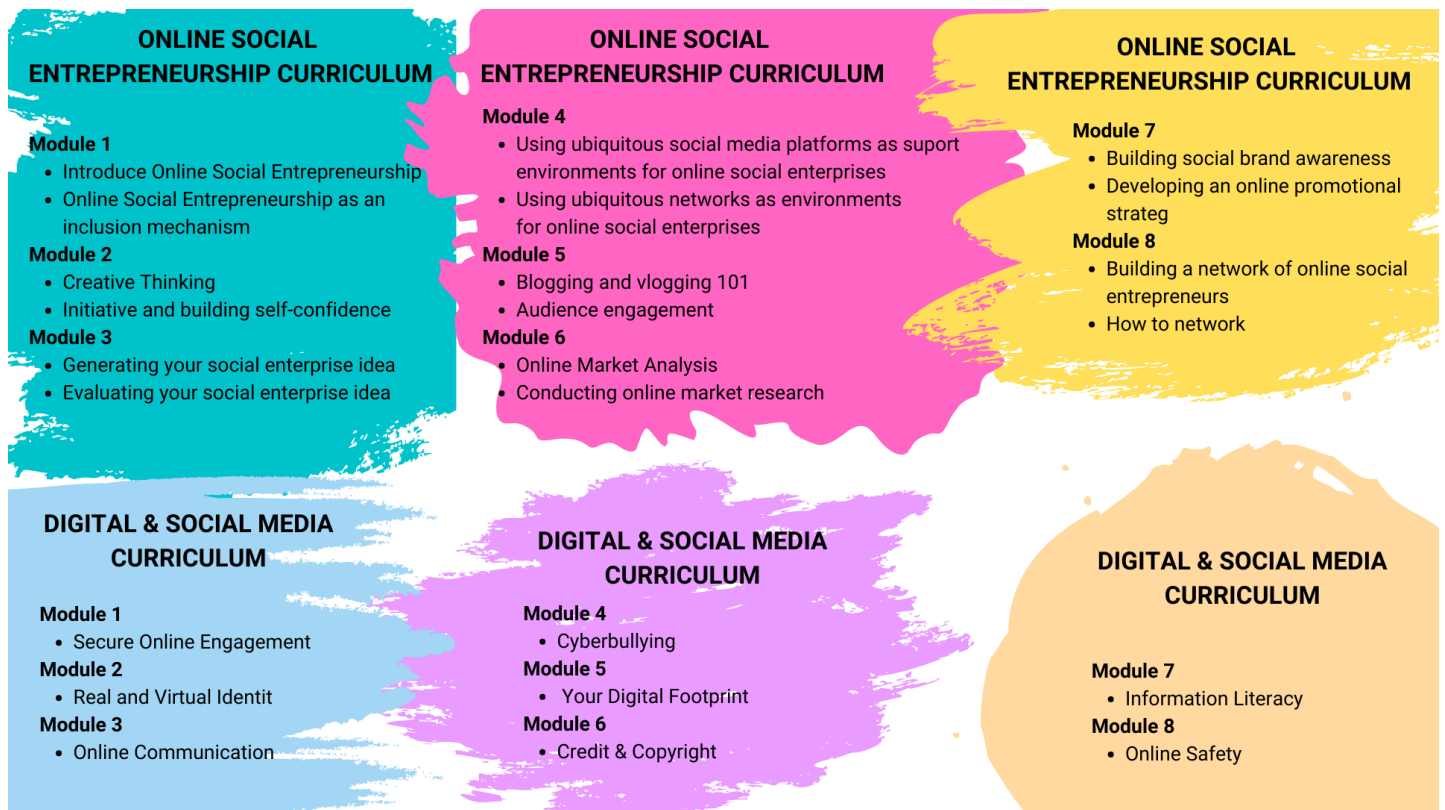 ONLINE SOCIAL
ENTREPRENEURSHIP CURRICULUM
Module 1
• Introduce Online Social Entrepreneurship
• Online Social Entrepreneurship as an
inclusion mechanism
Module 2
• Creative Thinking
• Initiative and building self-confidence
Module 3
• Generating your social enterprise idea
• Evaluating your social enterprise idea
ONLINE SOCIAL
ENTREPRENEURSHIP CURRICULUM
Module 4
• Using ubiquitous social media platforms as suport
environments for online social enterprises
• Using ubiquitous networks as environments
for online social enterprises
Module 5
• Blogging and vlogging 101
• Audience engagement
Module 6
• Online Market Analysis
• Conducting online market research
ONLINE SOCIAL
ENTREPRENEURSHIP CURRICULUM
Module 7
• Building social brand awareness
• Developing an online promotional
strateg
Module 8
• Building a network of online social
entrepreneurs
• How to network
DIGITAL & SOCIAL MEDIA
CURRICULUM
Module 1
• Secure Online Engagement
Module 2
• Real and Virtual Identit
Module 3
• Online Communication
DIGITAL & SOCIAL MEDIA
CURRICULUM
Module 4
• Cyberbullying
Module 5
• Your Digital Footprint
Module 6
• Credit & Copyright
DIGITAL & SOCIAL MEDIA
CURRICULUM
Module 7
• Information Literacy
Module 8
• Online Safety